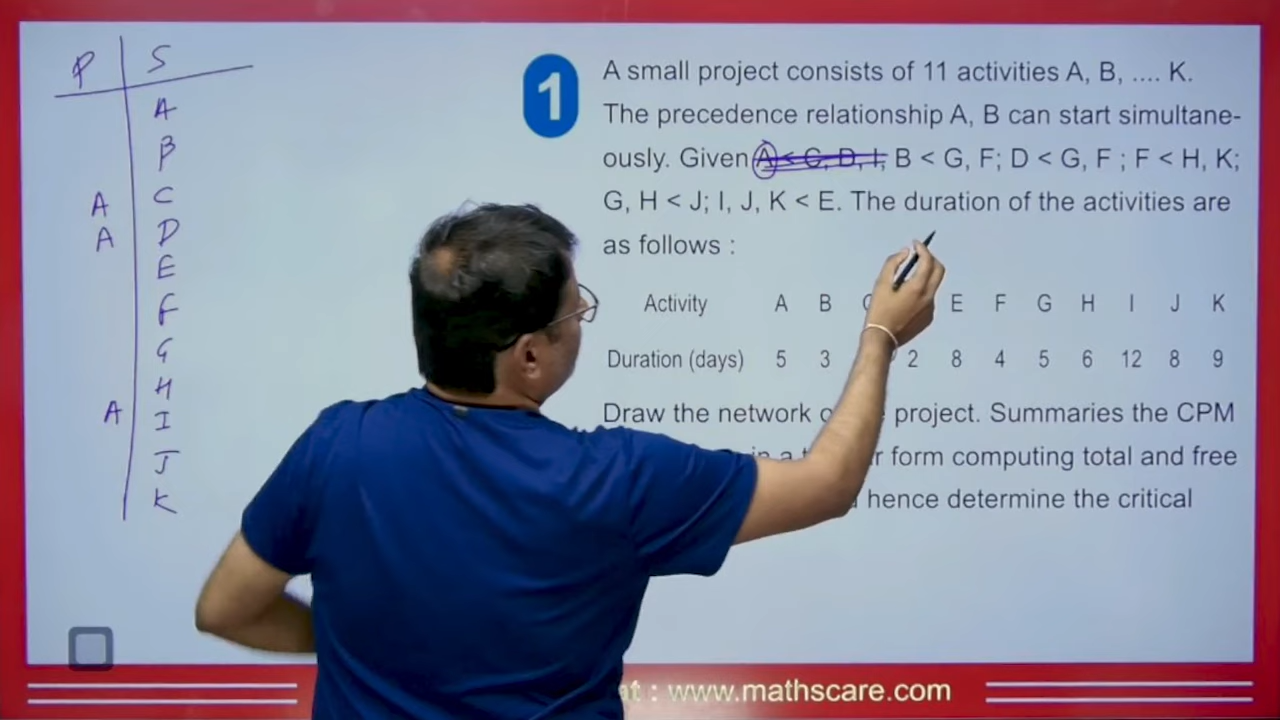 P S
A
B
A C
A D
E
F
G
H
A I
J
K
1
A small project consists of 11 activities A, B, .... K.
The precedence relationship A, B can start simultane-
ously. Given A < C, D, I, B < G, F; D < G, F ; F < H, K;
G, H < J; I, J, K < E. The duration of the activities are
as follows :
Activity A B E F G H I J K
Duration (days) 5 3 2 8 4 5 6 12 8 9
Draw the network project. Summaries the CPM
in a form computing total and free
hence determine the critical
at : www.mathscare.com